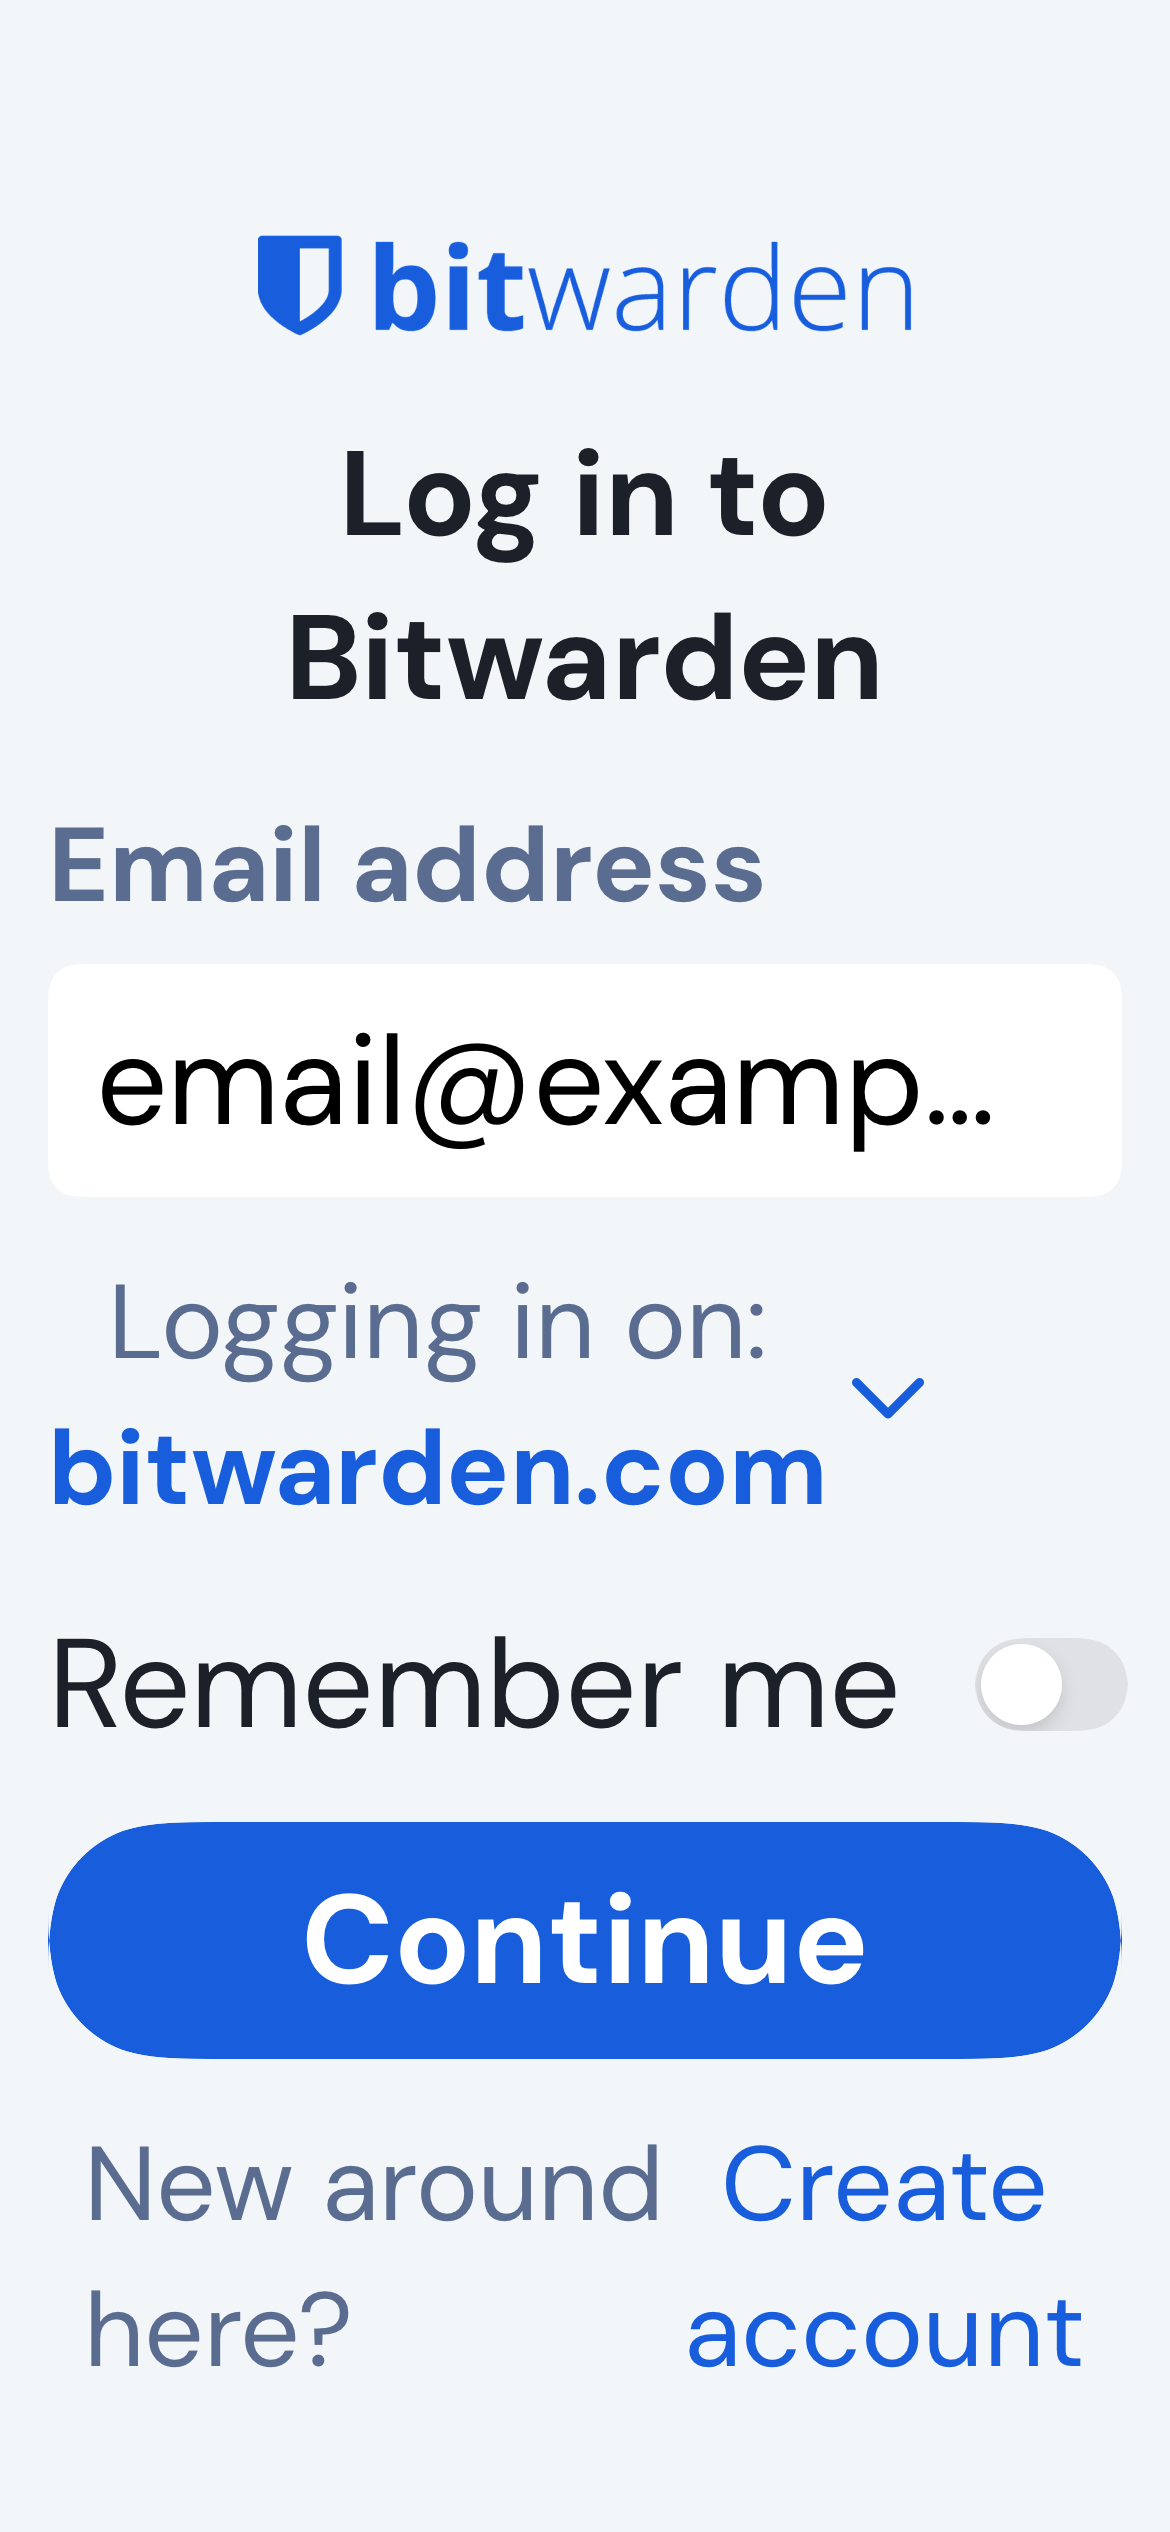 bitwarden
Log in to
Bitwarden
Email address
email@examp...
Logging in on:
bitwarden.com
Remember me
Continue
New around
here?
Create
account